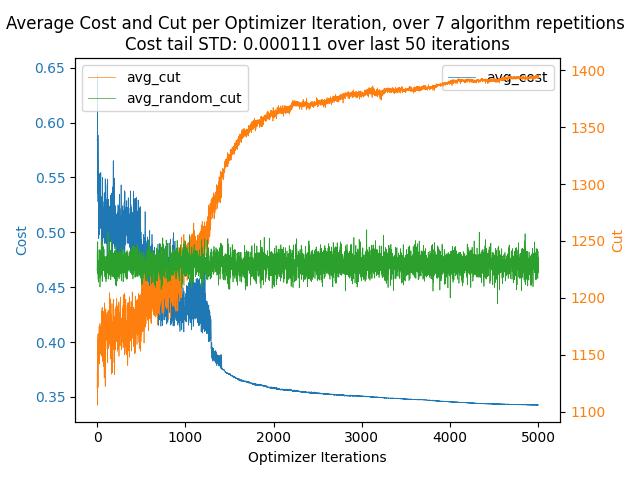 Average Cost and Cut per Optimizer Iteration, over 7 algorithm repetitions
Cost tail STD: 0.000111 over last 50 iterations
avg_cut
avg_random_cut
avg_cost
0.65
0.60
0.55
0.50
0.45
0.40
0.35
Cost
1400
1350
1300
1250
1200
1150
1100
Cut
0
1000
2000
3000
4000
5000
Optimizer Iterations